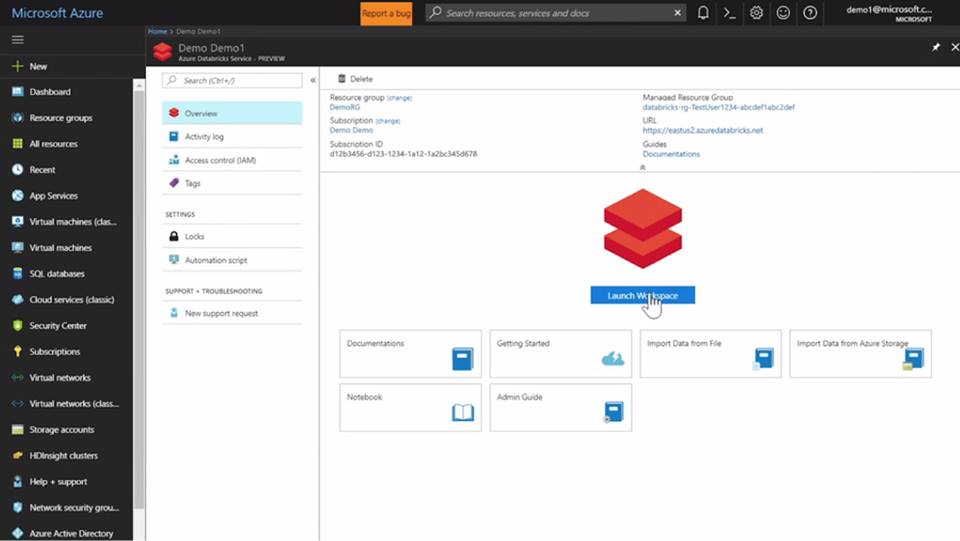 Microsoft Azure
Report a bug
Search resources, services and docs
demo1@microsoft.c...
MICROSOFT
Home > Demo Demo1
Demo Demo1
Azure Databricks Service - PREVIEW
New
Dashboard
Resource groups
All resources
Recent
App Services
Virtual machines (clas...
Virtual machines
SQL databases
Cloud services (classic)
Security Center
Subscriptions
Virtual networks
Virtual networks (class...
Storage accounts
HDInsight clusters
Help + support
Network security grou...
Azure Active Directory
Search (Ctrl+/)
Overview
Activity log
Access control (IAM)
Tags
SETTINGS
Locks
Automation script
SUPPORT + TROUBLESHOOTING
New support request
Delete
Resource group (change)
DemoRG
Subscription (change)
Demo Demo
Subscription ID
d12b3456-d123-1234-1a12-1a2bc345d678
Managed Resource Group
databricks-rg-TestUser1234-abcdef1abc2def
URL
https://eastus2.azuredatabricks.net
Guides
Documentations
Launch Workspace
Documentations
Getting Started
Import Data from File
Import Data from Azure Storage
Notebook
Admin Guide